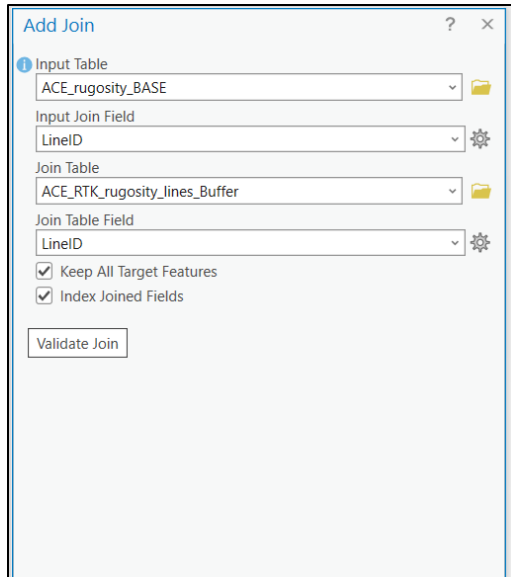 Add Join ? ×
Input Table
ACE_rugosity_BASE
Input Join Field
LineID
Join Table
ACE_RTK_rugosity_lines_Buffer
Join Table Field
LineID
Keep All Target Features
Index Joined Fields
Validate Join